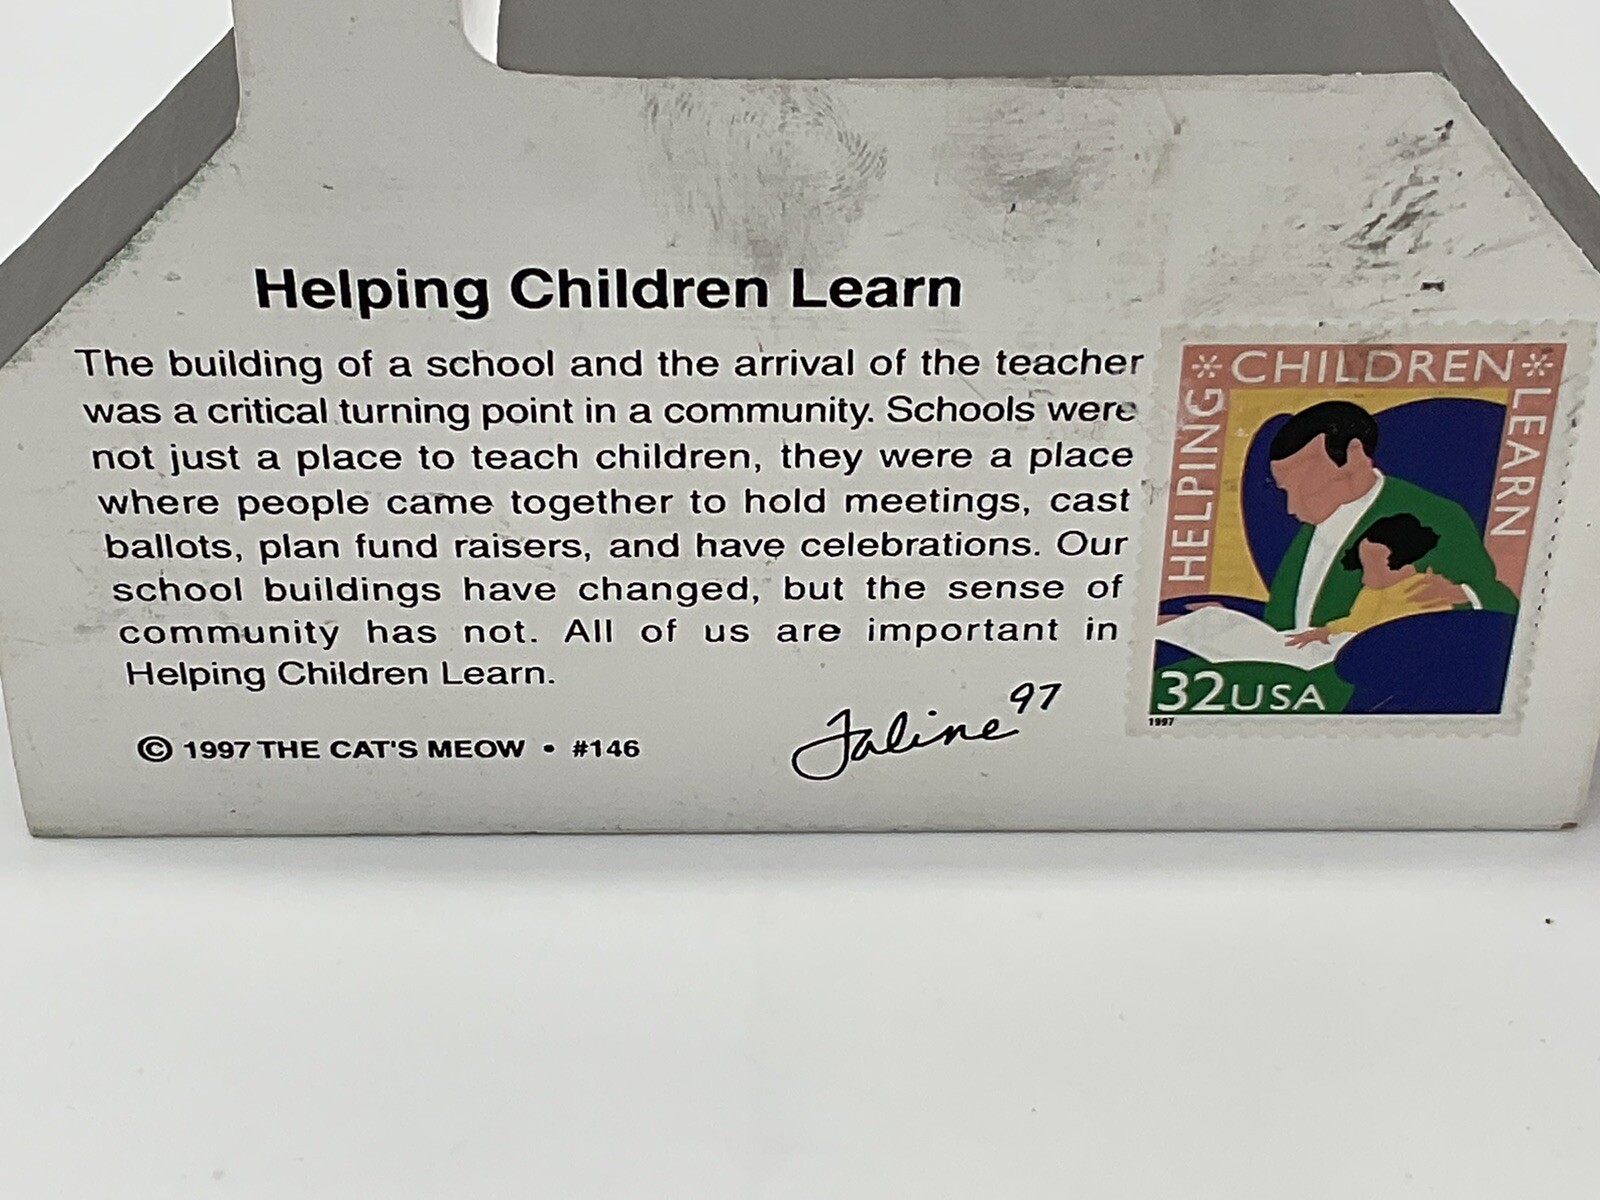 Helping Children Learn
The building of a school and the arrival of the teacher
was a critical turning point in a community. Schools were
not just a place to teach children, they were a place
where people came together to hold meetings, cast
ballots, plan fund raisers, and have celebrations. Our
school buildings have changed, but the sense of
community has not. All of us are important in
Helping Children Learn.
© 1997 THE CAT'S MEOW • #146
Faline 97
HELPING
* CHILDREN *
LEARN
32USA
1997